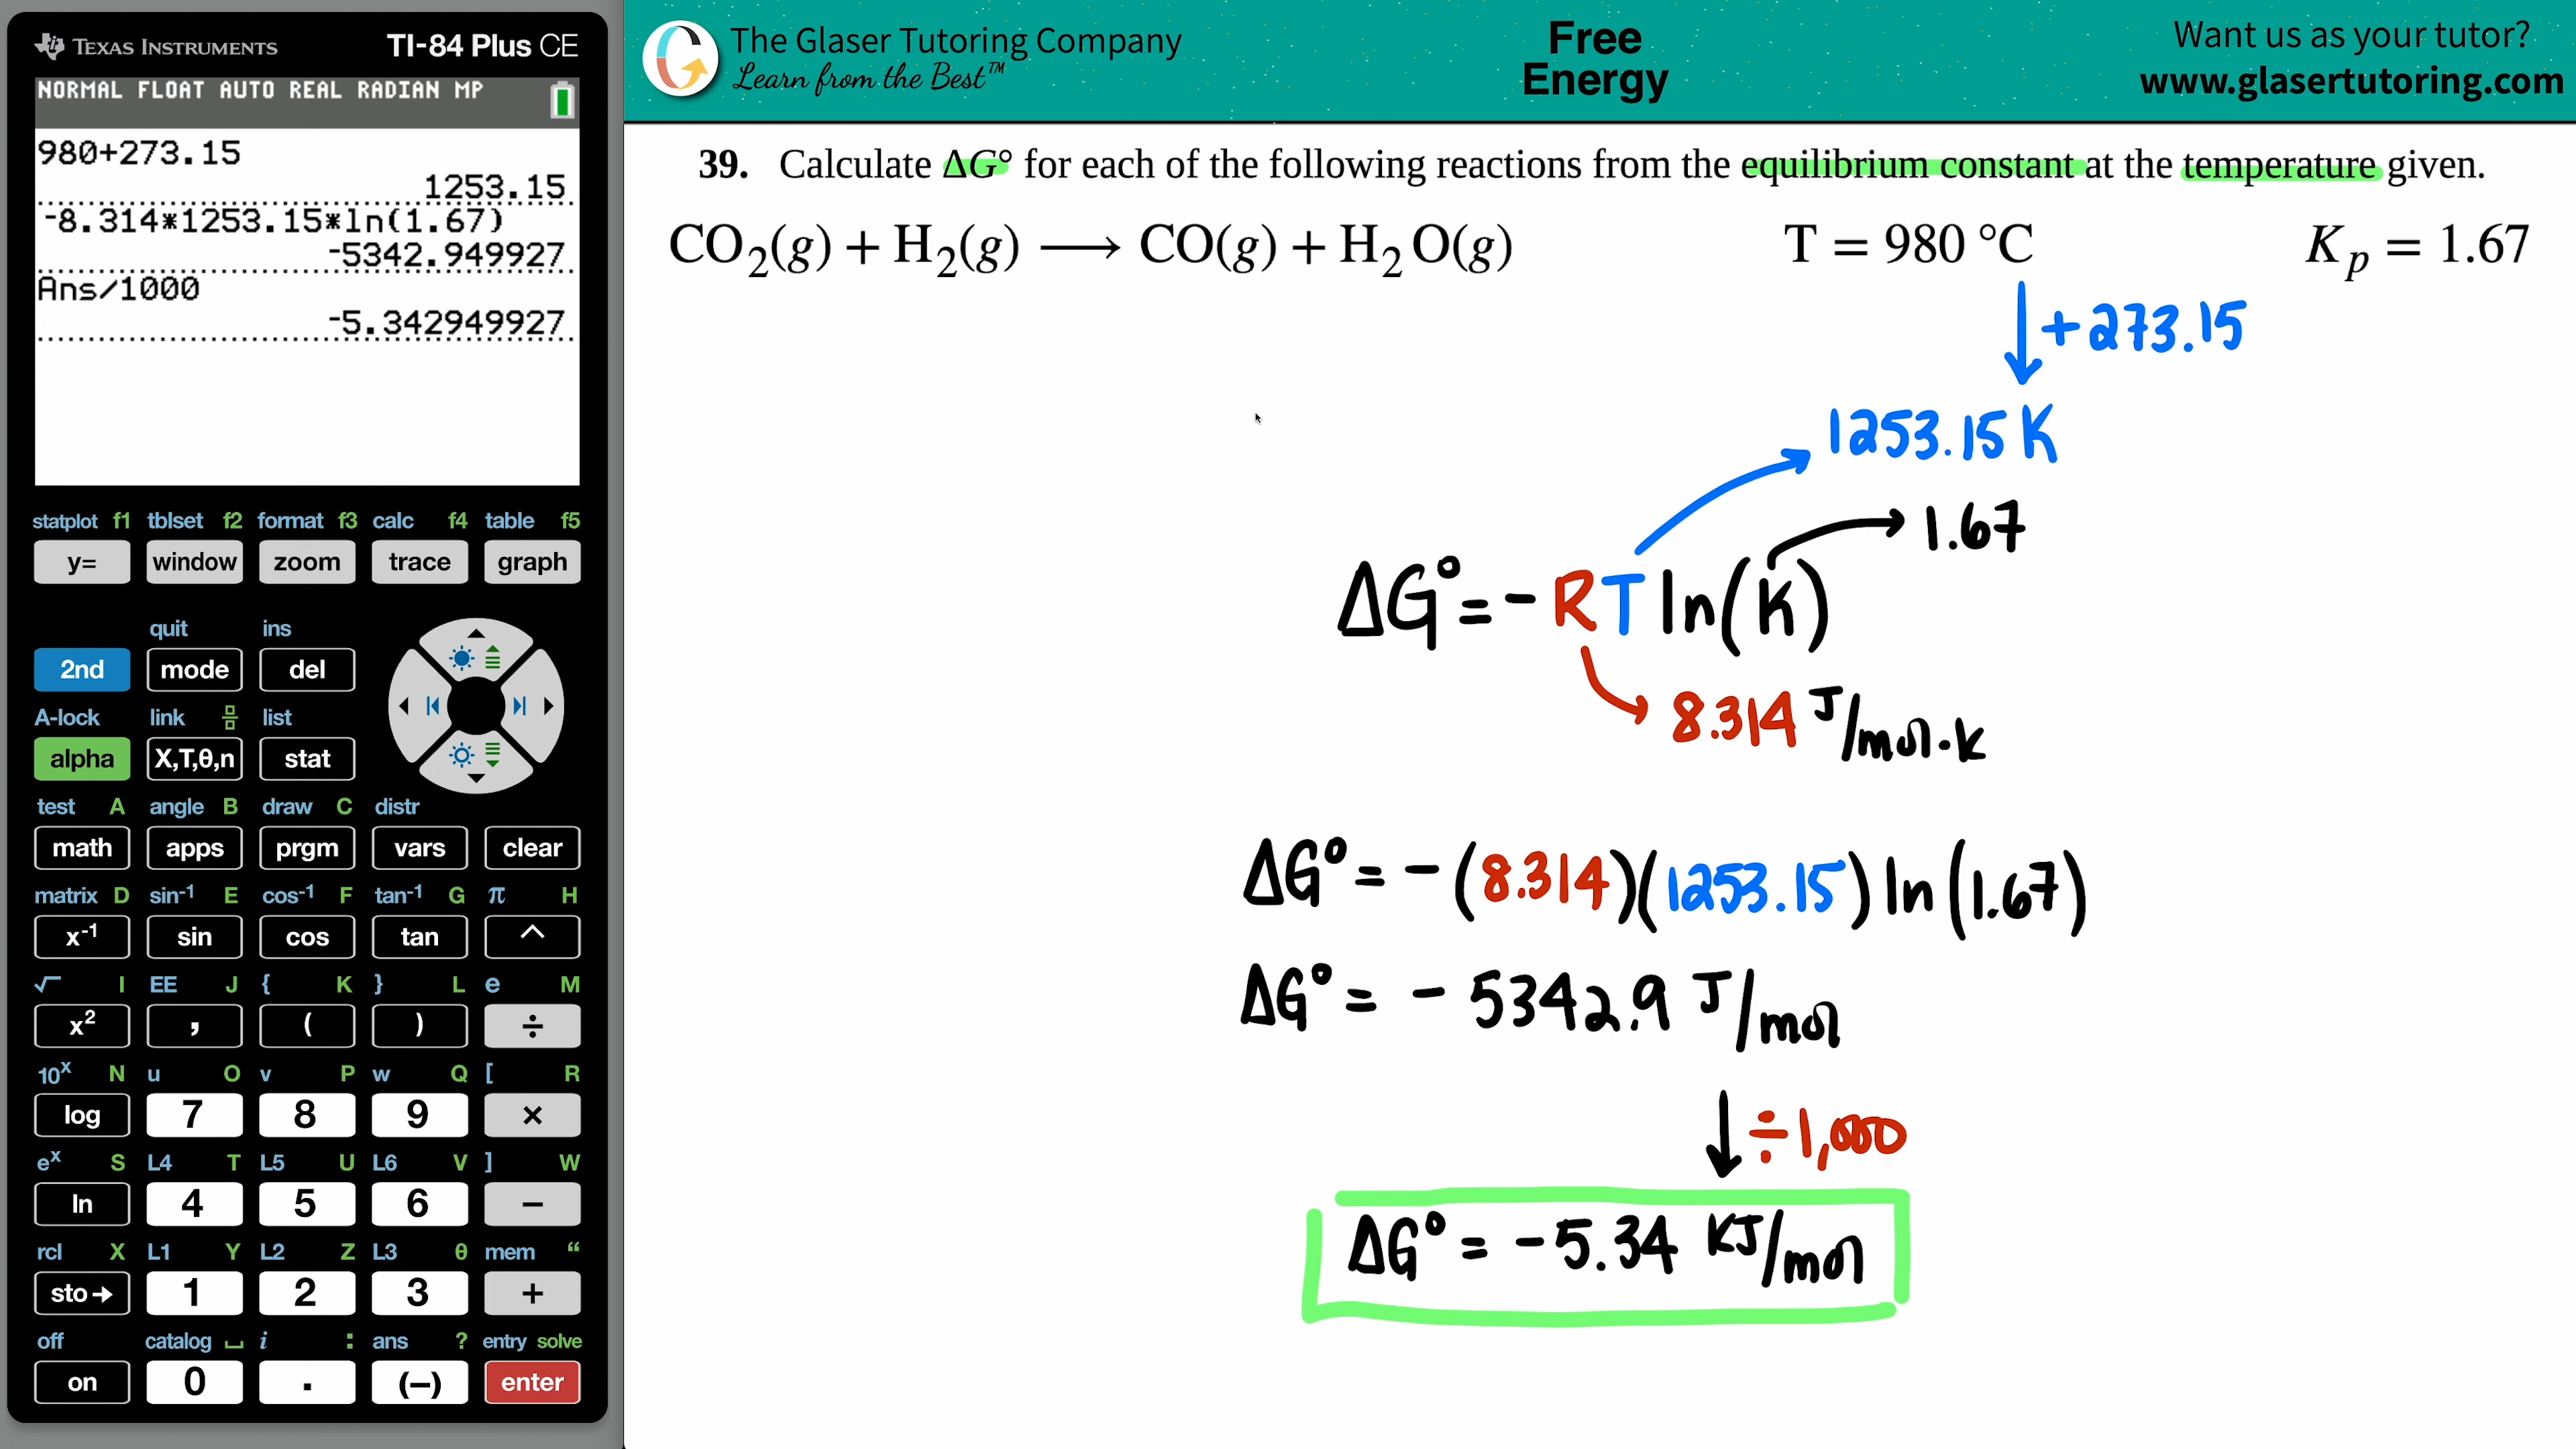 TEXAS INSTRUMENTS TI-84 Plus CE
NORMAL FLOAT AUTO REAL RADIAN MP
980+273.15
1253.15
-8.314*1253.15*ln(1.67)
-5342.949927
Ans/1000
-5.342949927
statplot f1 tblset f2 format f3 calc f4 table f5
y= window zoom trace graph
quit ins
2nd mode del
A-lock link list
alpha X,T,θ,n stat
test A angle B draw C distr
math apps prgm vars clear
matrix D sin⁻¹ E cos⁻¹ F tan⁻¹ G π H
x⁻¹ sin cos tan ^
√ I EE J { K } L e M
x² , ( ) ÷
10ˣ N u O v P w Q [ R
log 7 8 9 ×
eˣ S L4 T L5 U L6 V ] W
ln 4 5 6 −
rcl X L1 Y L2 Z L3 θ mem “
sto→ 1 2 3 +
off catalog ⎵ i : ans ? entry solve
on 0 . (−) enter
The Glaser Tutoring Company
Learn from the Best™
Free
Energy
Want us as your tutor?
www.glasertutoring.com
39. Calculate ΔG° for each of the following reactions from the equilibrium constant at the temperature given.
CO₂(g) + H₂(g) ⟶ CO(g) + H₂O(g) T = 980 °C Kₚ = 1.67
+273.15
1253.15 K
1.67
ΔG° = -RT ln(K)
8.314 J/mol·K
ΔG° = -(8.314)(1253.15) ln(1.67)
ΔG° = -5342.9 J/mol
÷1,000
ΔG° = -5.34 KJ/mol